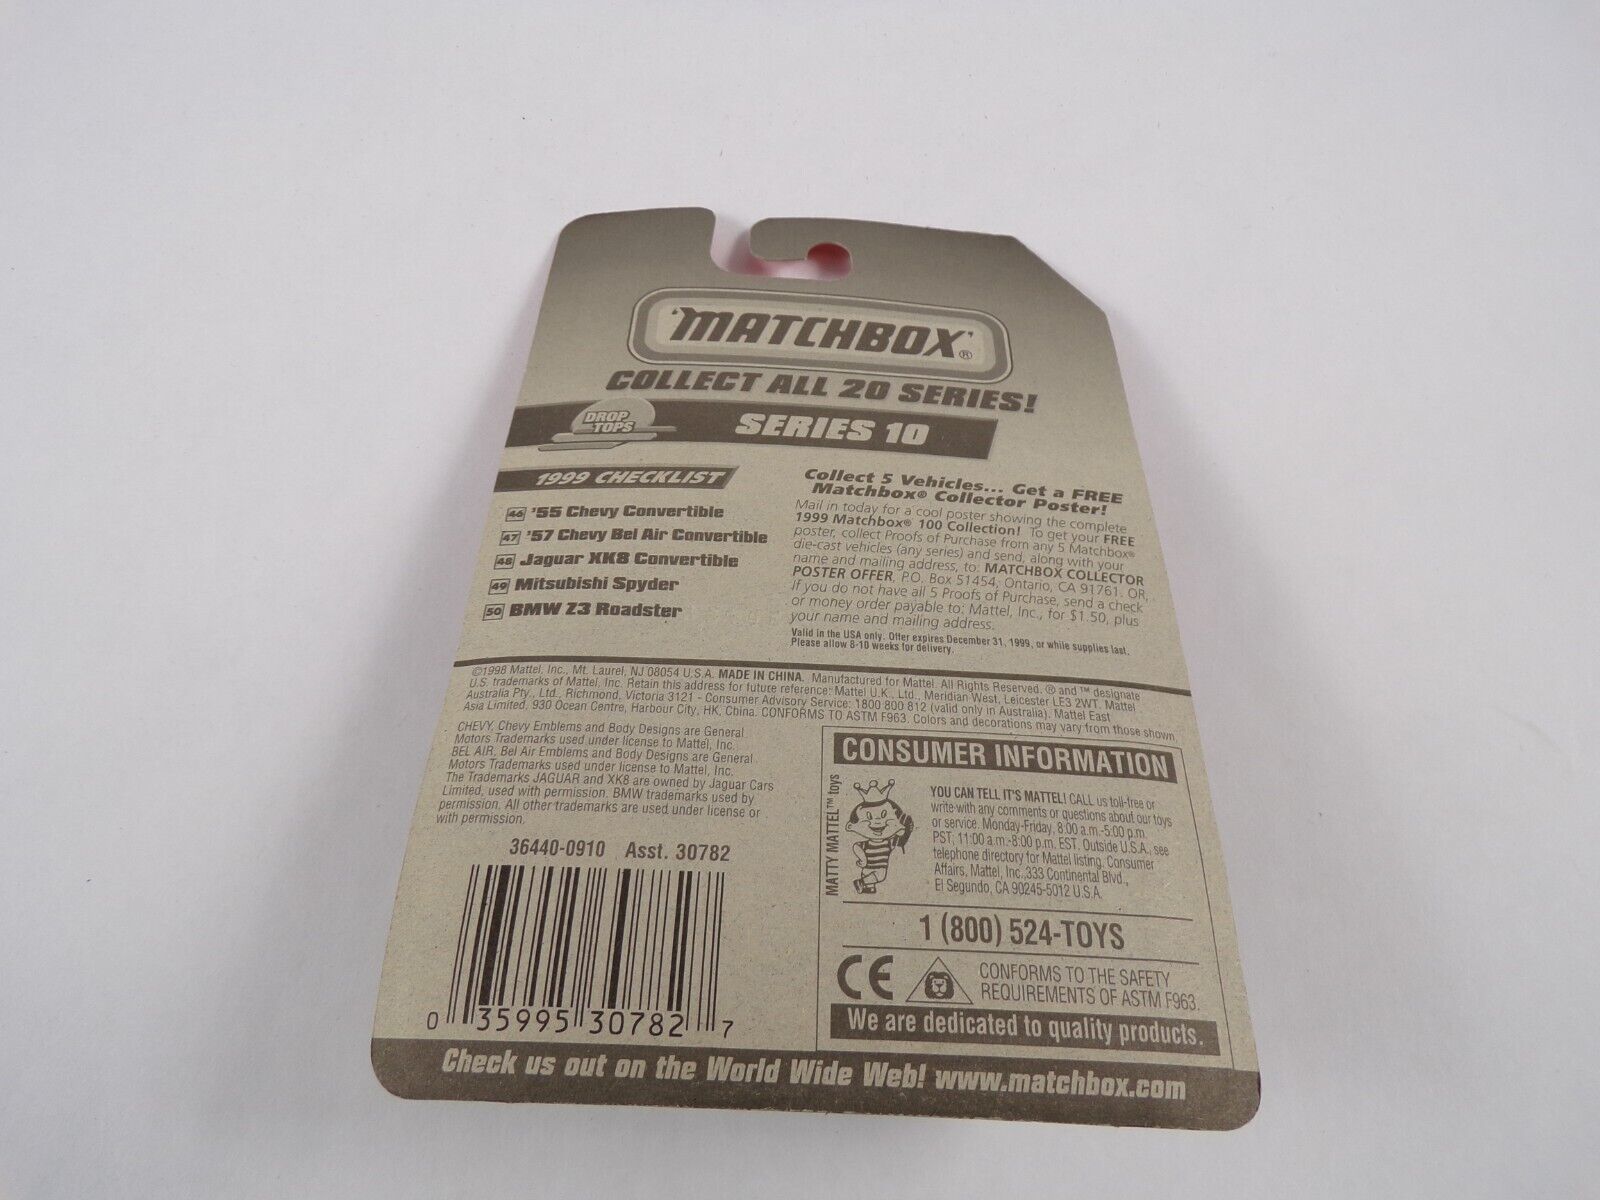 'MATCHBOX'®
COLLECT ALL 20 SERIES!
DROP TOPS
SERIES 10
1999 CHECKLIST
46 '55 Chevy Convertible
47 '57 Chevy Bel Air Convertible
48 Jaguar XK8 Convertible
49 Mitsubishi Spyder
50 BMW Z3 Roadster
Collect 5 Vehicles... Get a FREE
Matchbox® Collector Poster!
Mail in today for a cool poster showing the complete
1999 Matchbox® 100 Collection! To get your FREE
poster, collect Proofs of Purchase from any 5 Matchbox®
die-cast vehicles (any series) and send, along with your
name and mailing address, to: MATCHBOX COLLECTOR
POSTER OFFER, P.O. Box 51454, Ontario, CA 91761. OR,
If you do not have all 5 Proofs of Purchase, send a check
or money order payable to: Mattel, Inc., for $1.50, plus
your name and mailing address.
Valid in the USA only. Offer expires December 31, 1999, or while supplies last.
Please allow 8-10 weeks for delivery.
©1998 Mattel, Inc., Mt. Laurel, NJ 08054 U.S.A. MADE IN CHINA. Manufactured for Mattel. All Rights Reserved. ® and ™ designate
U.S. trademarks of Mattel, Inc. Retain this address for future reference: Mattel U.K., Ltd., Meridian West, Leicester LE3 2WT. Mattel
Australia Pty., Ltd., Richmond, Victoria 3121 - Consumer Advisory Service: 1800 800 812 (valid only in Australia). Mattel East
Asia Limited, 930 Ocean Centre, Harbour City, HK, China. CONFORMS TO ASTM F963. Colors and decorations may vary from those shown.
CHEVY, Chevy Emblems and Body Designs are General
Motors Trademarks used under license to Mattel, Inc.
BEL AIR, Bel Air Emblems and Body Designs are General
Motors Trademarks used under license to Mattel, Inc.
The Trademarks JAGUAR and XK8 are owned by Jaguar Cars
Limited, used with permission. BMW trademarks used by
permission. All other trademarks are used under license or
with permission.
36440-0910 Asst. 30782
0 35995 30782 7
CONSUMER INFORMATION
MATTY MATTEL™ toys
YOU CAN TELL IT'S MATTEL! CALL us toll-free or
write with any comments or questions about our toys
or service. Monday-Friday, 8:00 a.m.-5:00 p.m.
PST; 11:00 a.m.-8:00 p.m. EST. Outside U.S.A., see
telephone directory for Mattel listing. Consumer
Affairs, Mattel, Inc.,333 Continental Blvd.,
El Segundo, CA 90245-5012 U.S.A.
1 (800) 524-TOYS
CE
CONFORMS TO THE SAFETY
REQUIREMENTS OF ASTM F963.
We are dedicated to quality products.
Check us out on the World Wide Web! www.matchbox.com